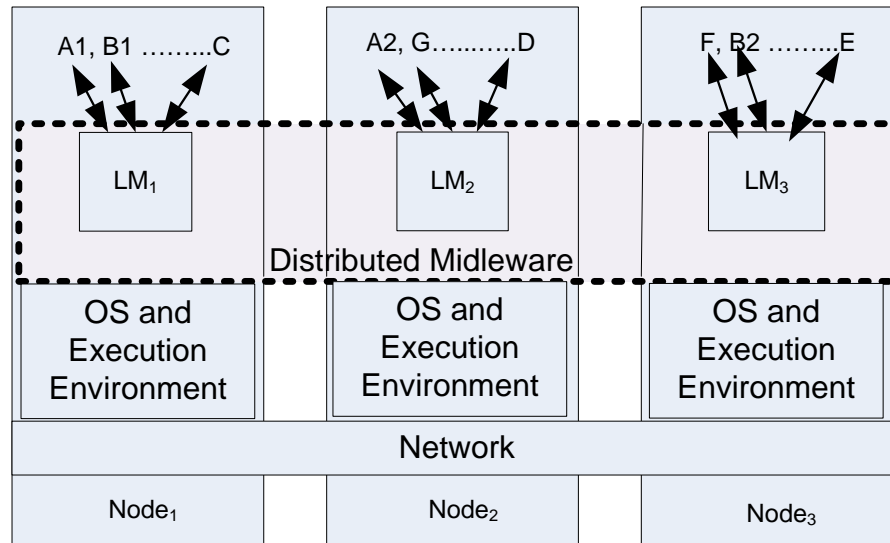 A1, B1 ……...C
A2, G…...…..D
F, B2 ……...E
LM₁
LM₂
LM₃
Distributed Midleware
OS and
Execution
Environment
OS and
Execution
Environment
OS and
Execution
Environment
Network
Node₁
Node₂
Node₃